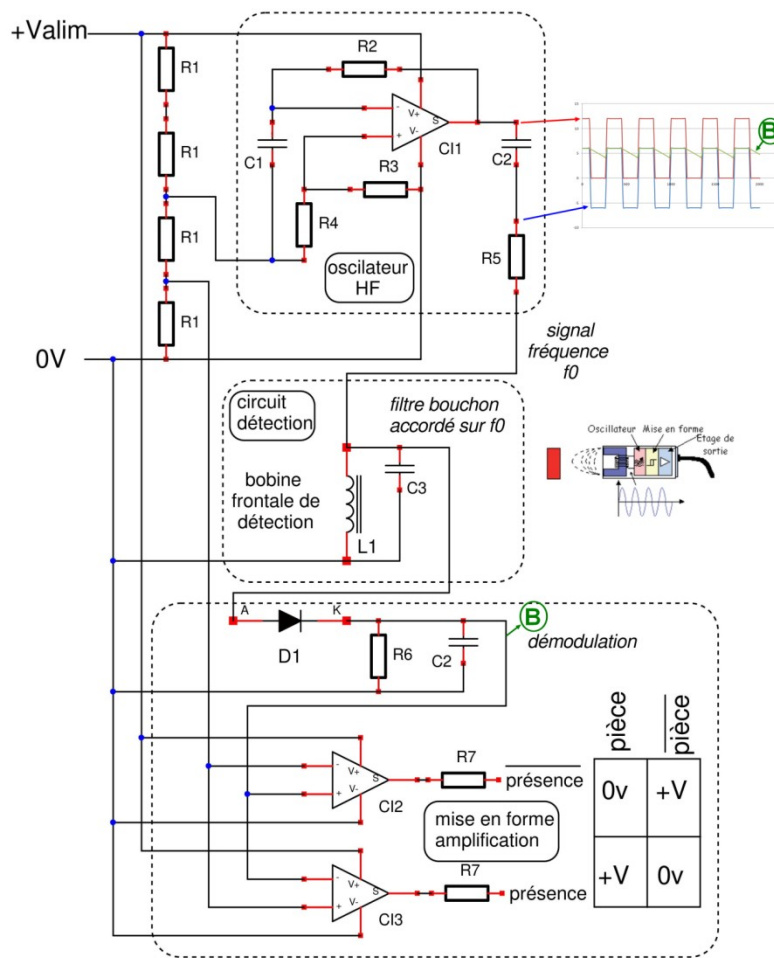 +Valim
R1
R2
R1
C1
-
+
V+
V-
S
CI1
C2
R3
R1
R4
R5
B
oscilateur
HF
R1
0V
signal
fréquence
f0
circuit
détection
filtre bouchon
accordé sur f0
bobine
frontale de
détection
C3
L1
Oscillateur
Mise en forme
Etage de
sortie
A
K
D1
R6
C2
B
démodulation
-
+
V+
V-
S
CI2
R7
présence
mise en forme
amplification
-
+
V+
V-
S
CI3
R7
présence
pièce
pièce
0v
+V
+V
0v